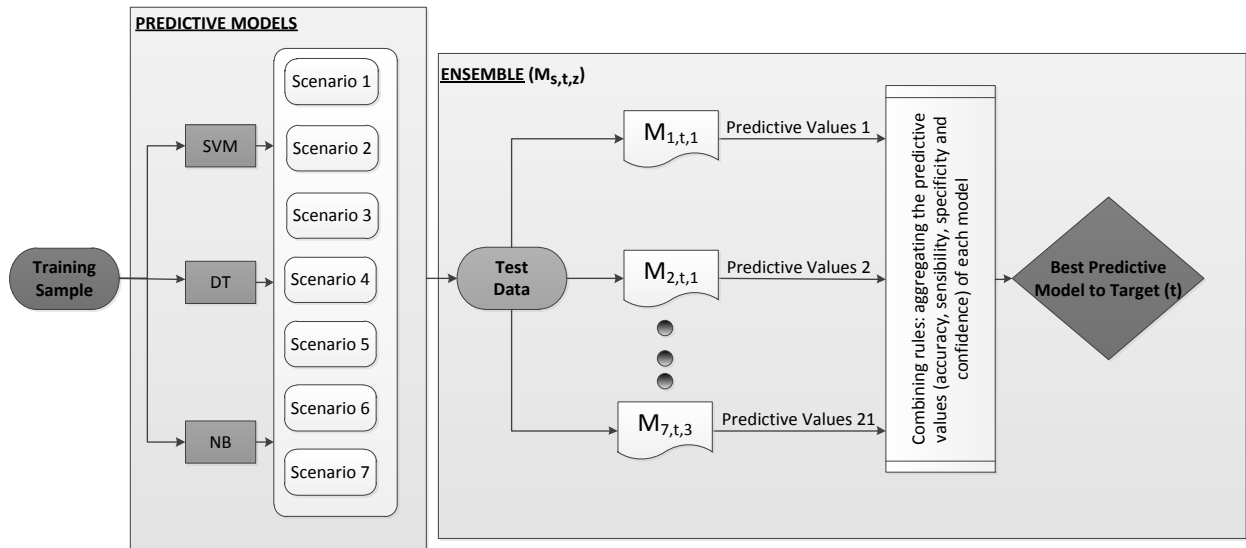 PREDICTIVE MODELS
Training
Sample
SVM
DT
NB
Scenario 1
Scenario 2
Scenario 3
Scenario 4
Scenario 5
Scenario 6
Scenario 7
ENSEMBLE (Ms,t,z)
Test
Data
M1,t,1
Predictive Values 1
M2,t,1
Predictive Values 2
M7,t,3
Predictive Values 21
Combining rules: aggregating the predictive
values (accuracy, sensibility, specificity and
confidence) of each model
Best Predictive
Model to Target (t)